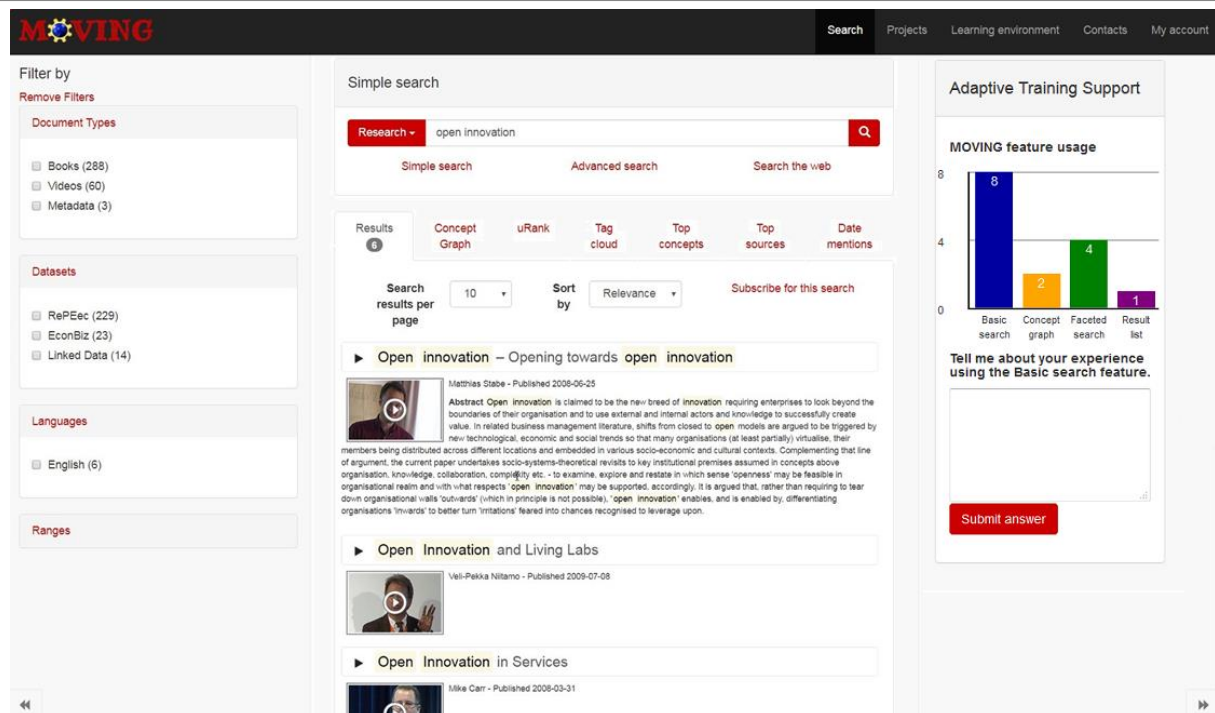 MOVING
Search Projects Learning environment Contacts My account
Filter by
Remove Filters
Document Types
Books (288)
Videos (60)
Metadata (3)
Datasets
RePEec (229)
EconBiz (23)
Linked Data (14)
Languages
English (6)
Ranges
Simple search
Research
open innovation
Simple search
Advanced search
Search the web
Results
6
Concept
Graph
uRank
Tag
cloud
Top
concepts
Top
sources
Date
mentions
Search
results per
page
10
Sort
by
Relevance
Subscribe for this search
Open innovation – Opening towards open innovation
Matthias Stabe - Published 2008-06-25
Abstract Open innovation is claimed to be the new breed of innovation requiring enterprises to look beyond the
boundaries of their organisation and to use external and internal actors and knowledge to successfully create
value. In related business management literature, shifts from closed to open models are argued to be triggered by
new technological, economic and social trends so that many organisations (at least partially) virtualise, their
members being distributed across different locations and embedded in various socio-economic and cultural contexts. Complementing that line
of argument, the current paper undertakes socio-systems-theoretical revisits to key institutional premises assumed in concepts above
organisation, knowledge, collaboration, complexity etc. - to examine, explore and restate in which sense 'openness' may be feasible in
organisational realm and with what respects 'open innovation' may be supported, accordingly. It is argued that, rather than requiring to tear
down organisational walls 'outwards' (which in principle is not possible), 'open innovation' enables, and is enabled by, differentiating
organisations 'inwards' to better turn 'irritations' feared into chances recognised to leverage upon.
Open Innovation and Living Labs
Veli-Pekka Niitamo - Published 2009-07-08
Open Innovation in Services
Mike Carr - Published 2008-03-31
Adaptive Training Support
MOVING feature usage
8
4
0
8
2
4
1
Basic
search
Concept
graph
Faceted
search
Result
list
Tell me about your experience
using the Basic search feature.
Submit answer